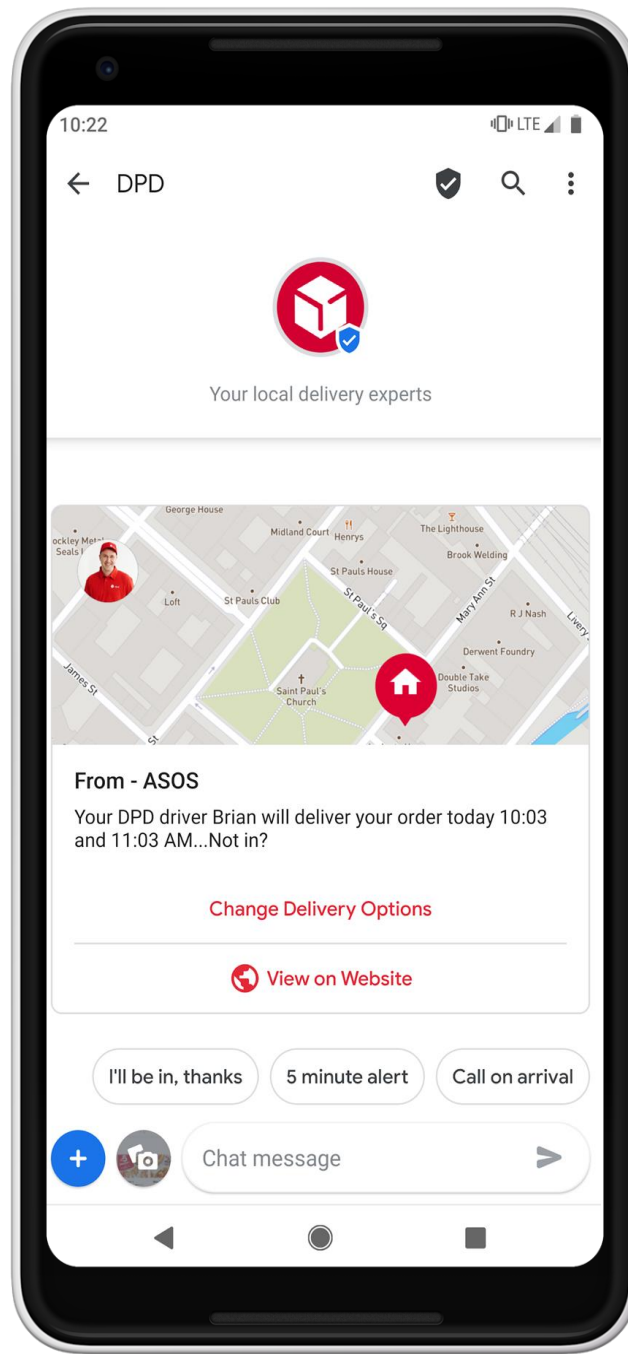 10:22
LTE
DPD
Your local delivery experts
George House
Midland Court
Henrys
The Lighthouse
ockley Met
Seals
Brook Welding
St Pauls House
Loft
St Pauls Club
St Paul's Sq
Mary Ann St
R J Nash
Livery
Derwent Foundry
James St
Saint Paul's
Church
Double Take
Studios
St
From - ASOS
Your DPD driver Brian will deliver your order today 10:03
and 11:03 AM...Not in?
Change Delivery Options
View on Website
I'll be in, thanks
5 minute alert
Call on arrival
Chat message